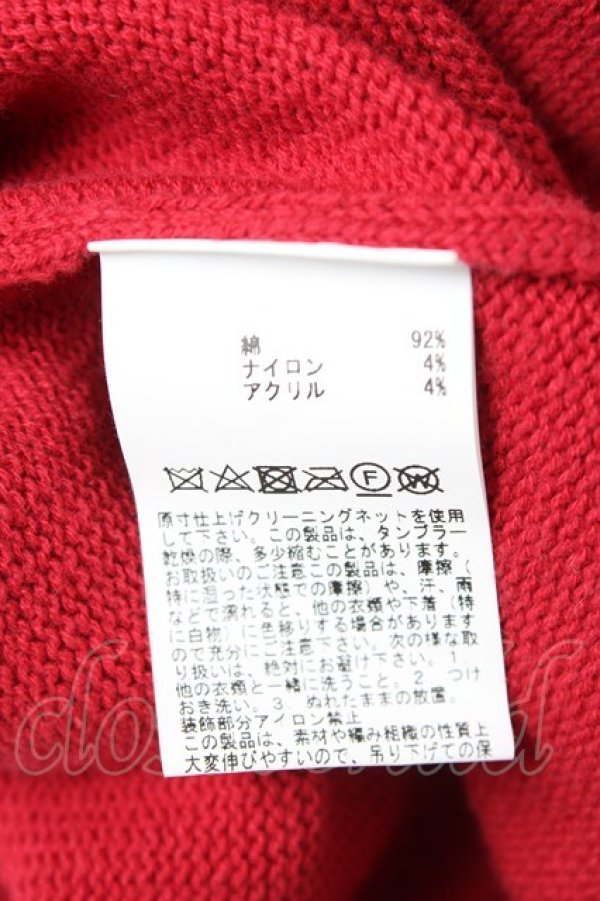 綿 92%
ナイロン 4%
アクリル 4%
F W
原寸仕上げクリーニングネットを使用
して下さい。この製品は、タンブラー
乾燥の際、多少縮むことがあります。
お取扱いのご注意この製品は、摩擦（
特に湿った状態での摩擦）や、汗、雨
などで濡れると、他の衣類や下着（特
に白物）に色移りする場合があります
ので充分にご注意下さい。次の様な取
り扱いは、絶対にお避け下さい。1．
他の衣類と一緒に洗うこと。2．つけ
おき洗い。3．ぬれたままの放置。
装飾部分アイロン禁止
この製品は、素材や編み組織の性質上
大変伸びやすいので、吊り下げての保
closet child